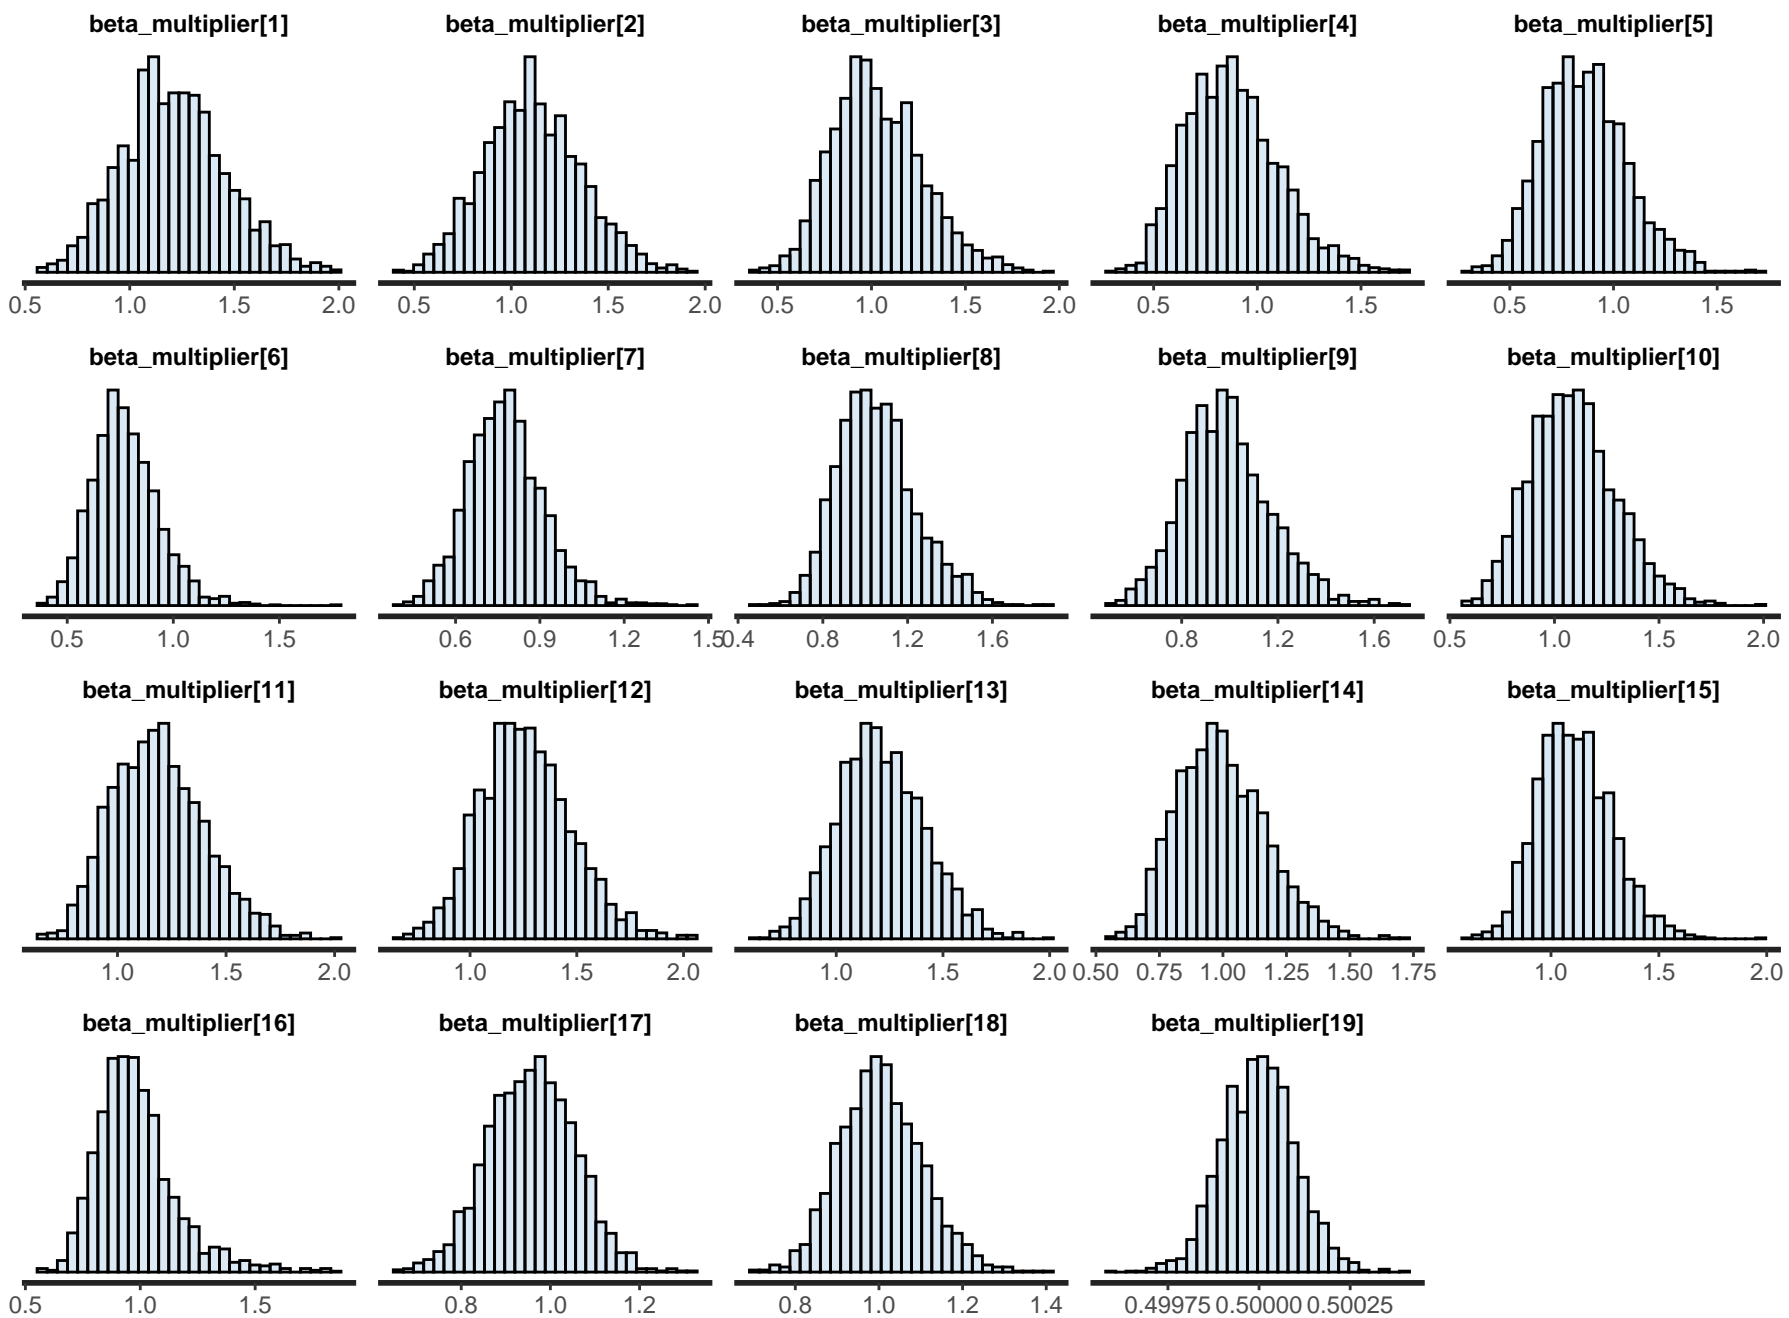 beta_multiplier[1] beta_multiplier[2] beta_multiplier[3] beta_multiplier[4] beta_multiplier[5]
0.5 1.0 1.5 2.0 0.5 1.0 1.5 2.0 0.5 1.0 1.5 2.0 0.5 1.0 1.5 0.5 1.0 1.5
beta_multiplier[6] beta_multiplier[7] beta_multiplier[8] beta_multiplier[9] beta_multiplier[10]
0.5 1.0 1.5 0.6 0.9 1.2 1.5 0.4 0.8 1.2 1.6 0.8 1.2 1.6 0.5 1.0 1.5 2.0
beta_multiplier[11] beta_multiplier[12] beta_multiplier[13] beta_multiplier[14] beta_multiplier[15]
1.0 1.5 2.0 1.0 1.5 2.0 1.0 1.5 2.0 0.50 0.75 1.00 1.25 1.50 1.75 1.0 1.5 2.0
beta_multiplier[16] beta_multiplier[17] beta_multiplier[18] beta_multiplier[19]
0.5 1.0 1.5 0.8 1.0 1.2 0.8 1.0 1.2 1.4 0.49975 0.50000 0.50025